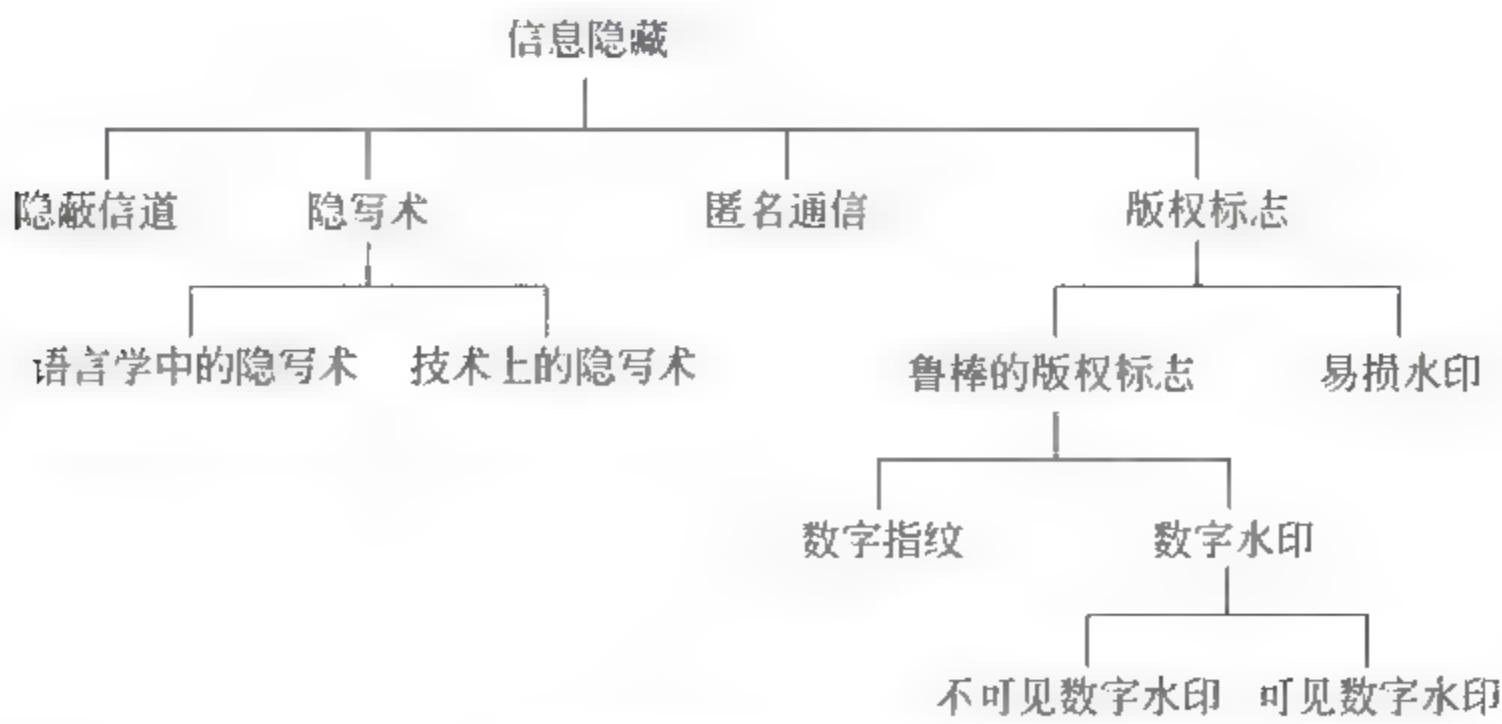 信息隐藏
隐蔽信道 隐写术 匿名通信 版权标志
语言学中的隐写术 技术上的隐写术 鲁棒的版权标志 易损水印
数字指纹 数字水印
不可见数字水印 可见数字水印